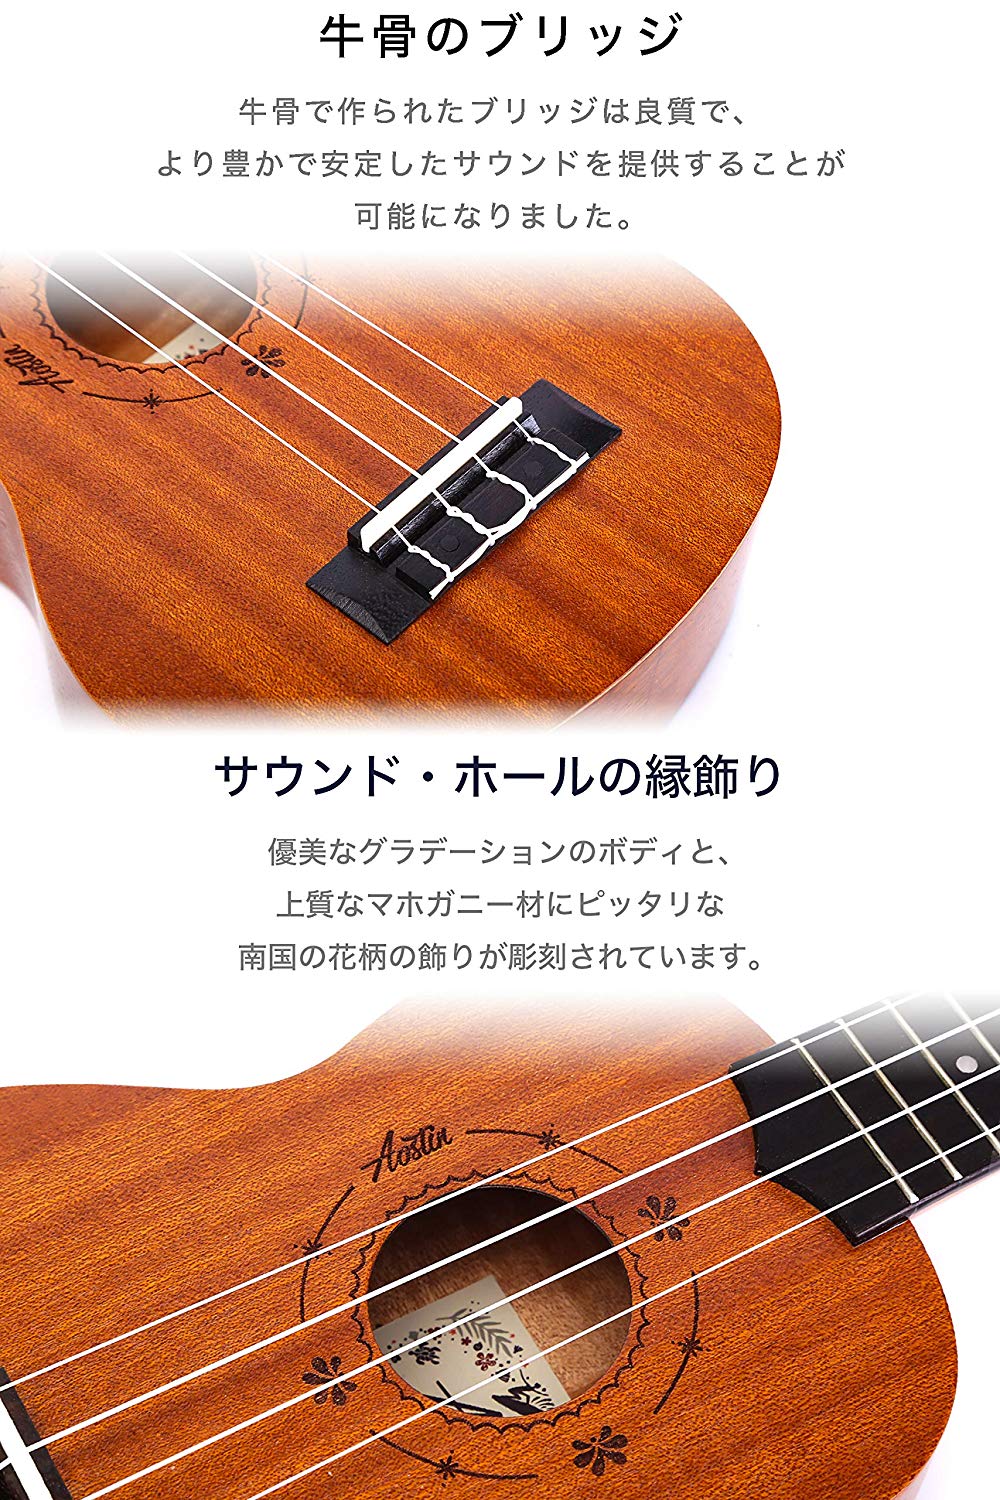 牛骨のブリッジ
牛骨で作られたブリッジは良質で、
より豊かで安定したサウンドを提供することが
可能になりました。
Aostin
サウンド・ホールの縁飾り
優美なグラデーションのボディと、
上質なマホガニー材にピッタリな
南国の花柄の飾りが彫刻されています。
Aostin